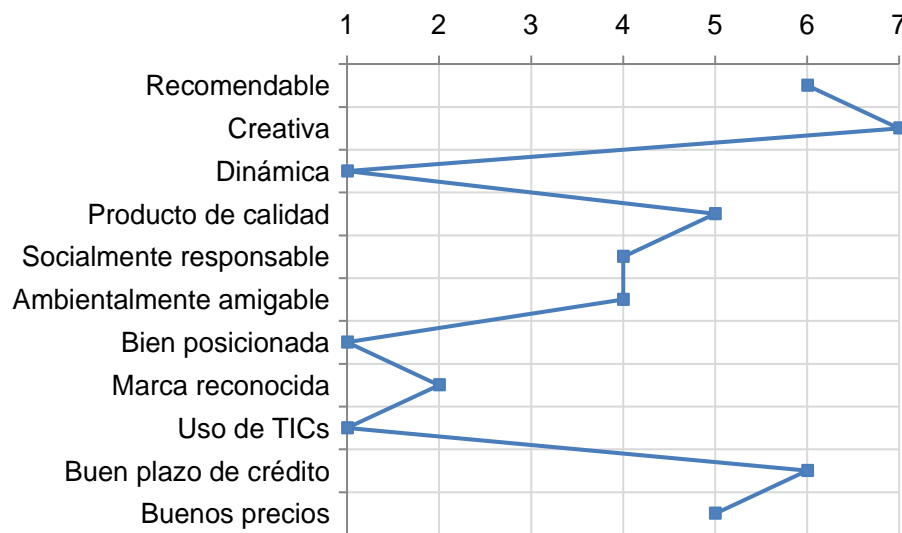 1 2 3 4 5 6 7
Recomendable
Creativa
Dinámica
Producto de calidad
Socialmente responsable
Ambientalmente amigable
Bien posicionada
Marca reconocida
Uso de TICs
Buen plazo de crédito
Buenos precios